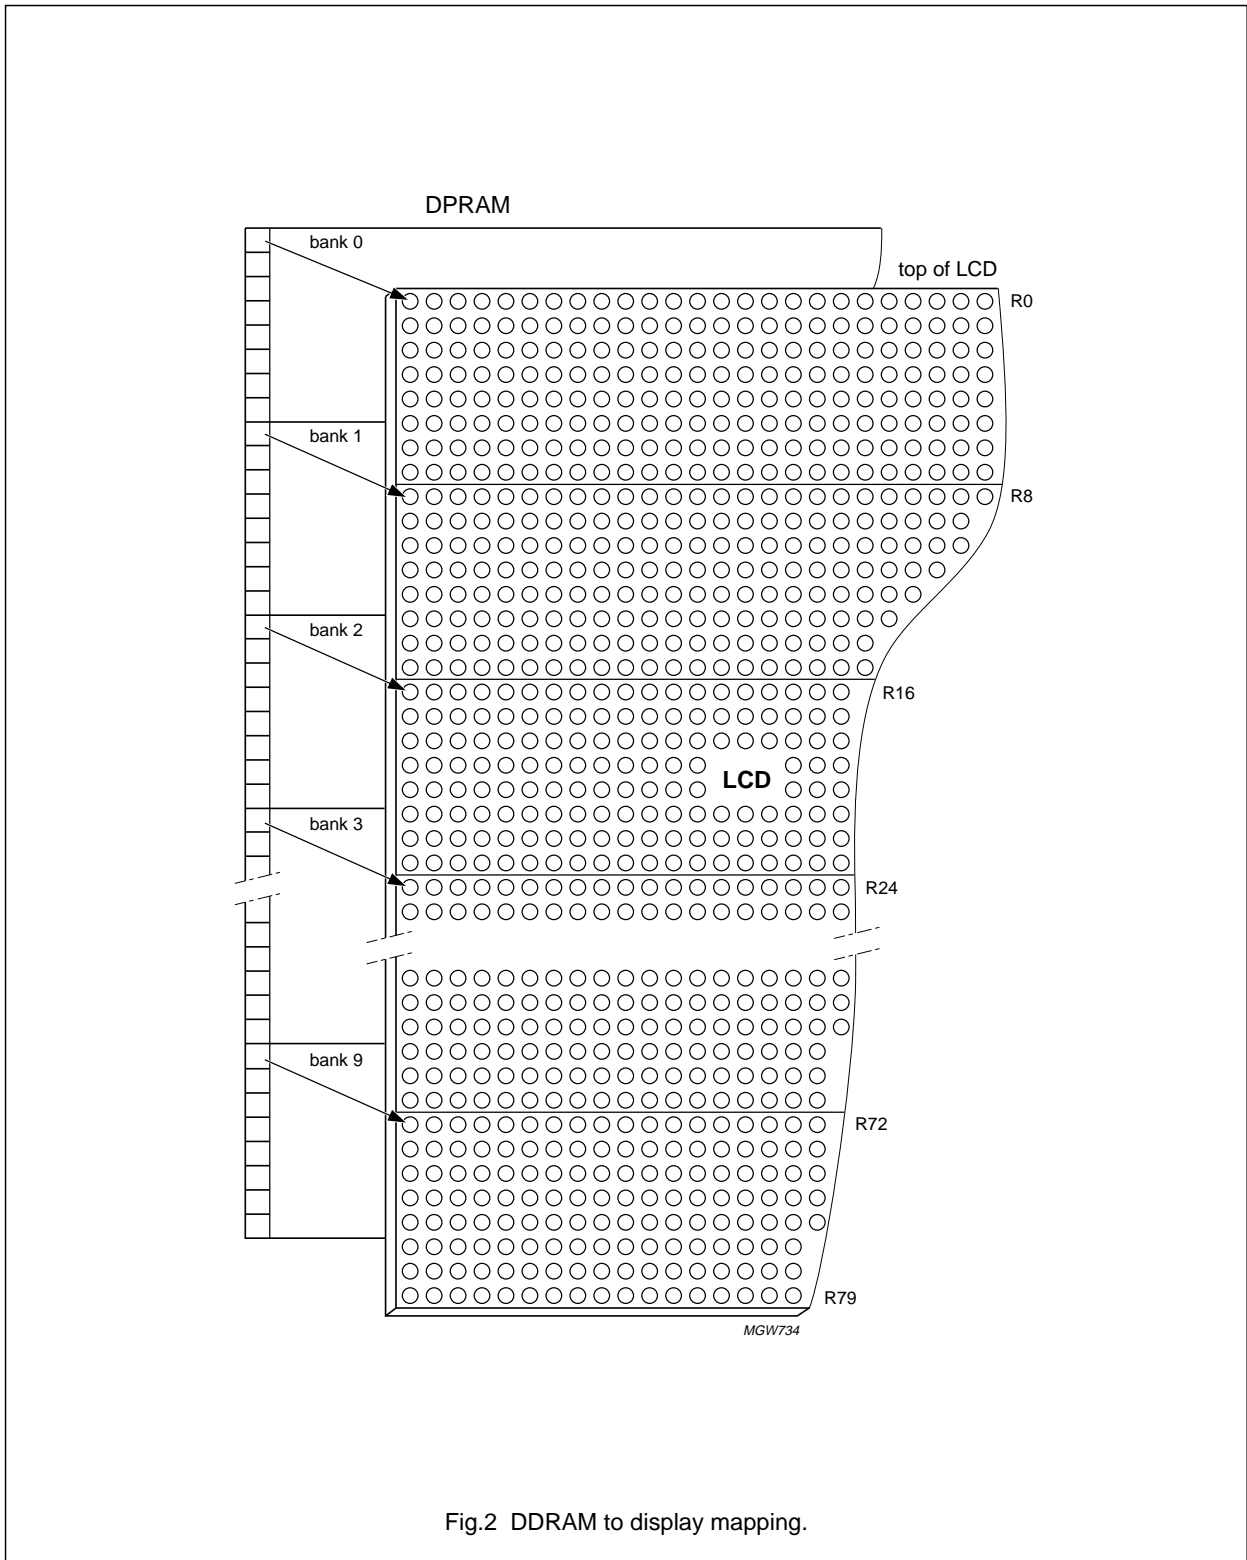 DPRAM
bank 0
top of LCD
R0
bank 1
R8
bank 2
R16
LCD
bank 3
R24
bank 9
R72
R79
MGW734
Fig.2 DDRAM to display mapping.